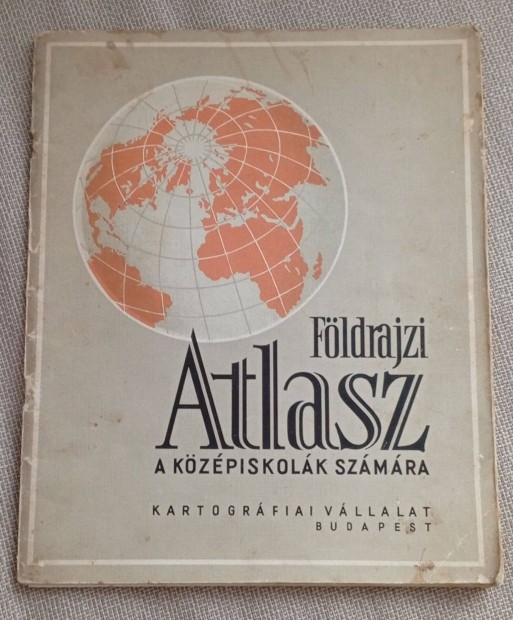 Földrajzi
Atlasz
A KÖZÉPISKOLÁK SZÁMÁRA
KARTOGRÁFIAI VÁLLALAT
BUDAPEST